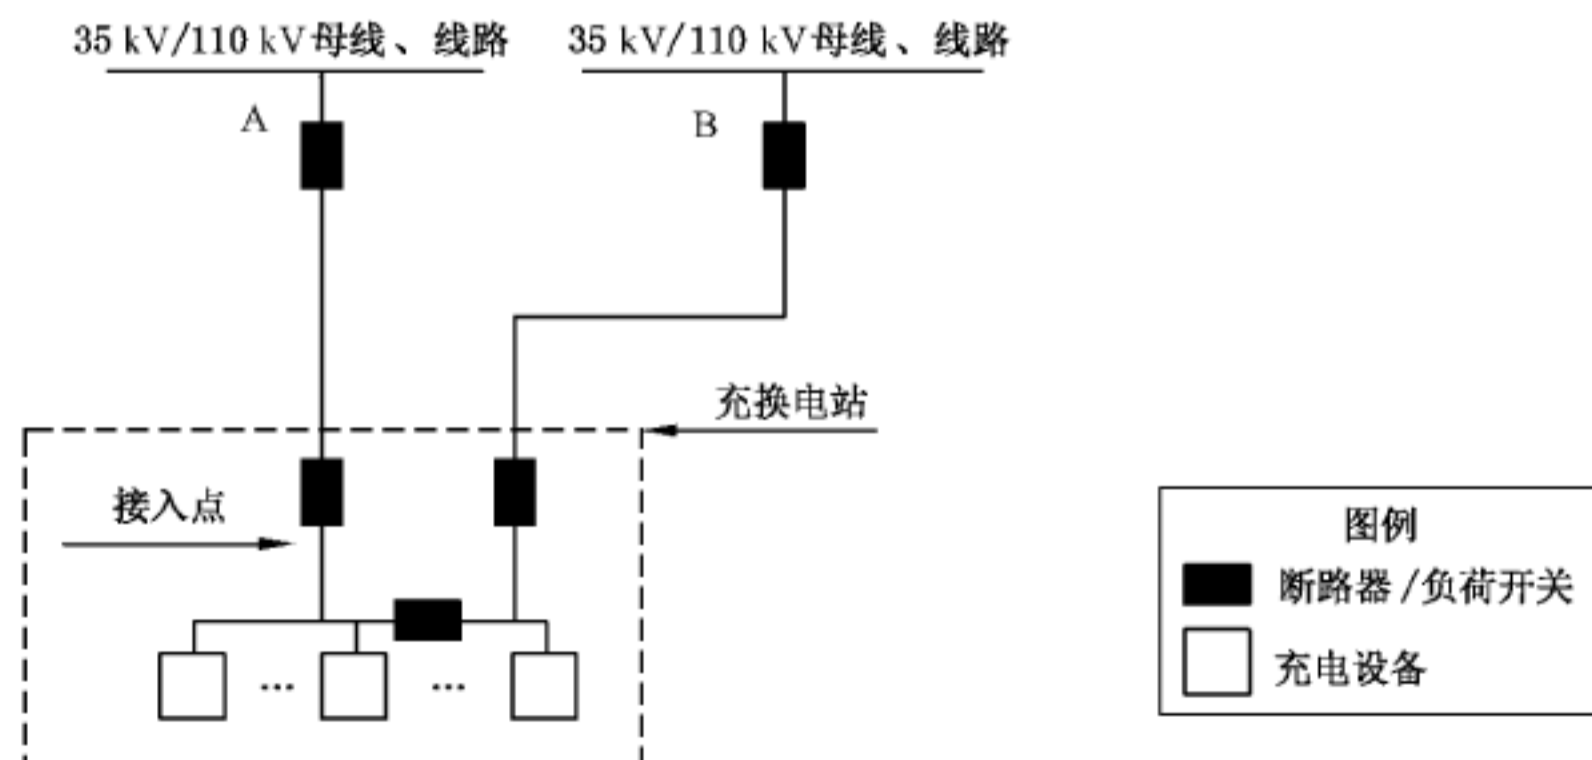 35 kV/110 kV母线、线路
35 kV/110 kV母线、线路
A
B
充换电站
接入点
...
...
图例
断路器/负荷开关
充电设备